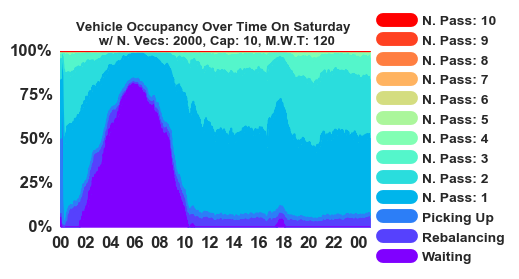 Vehicle Occupancy Over Time On Saturday
w/ N. Vecs: 2000, Cap: 10, M.W.T: 120
100%
75%
50%
25%
0%
00 02 04 06 08 10 12 14 16 18 20 22 00
N. Pass: 10
N. Pass: 9
N. Pass: 8
N. Pass: 7
N. Pass: 6
N. Pass: 5
N. Pass: 4
N. Pass: 3
N. Pass: 2
N. Pass: 1
Picking Up
Rebalancing
Waiting